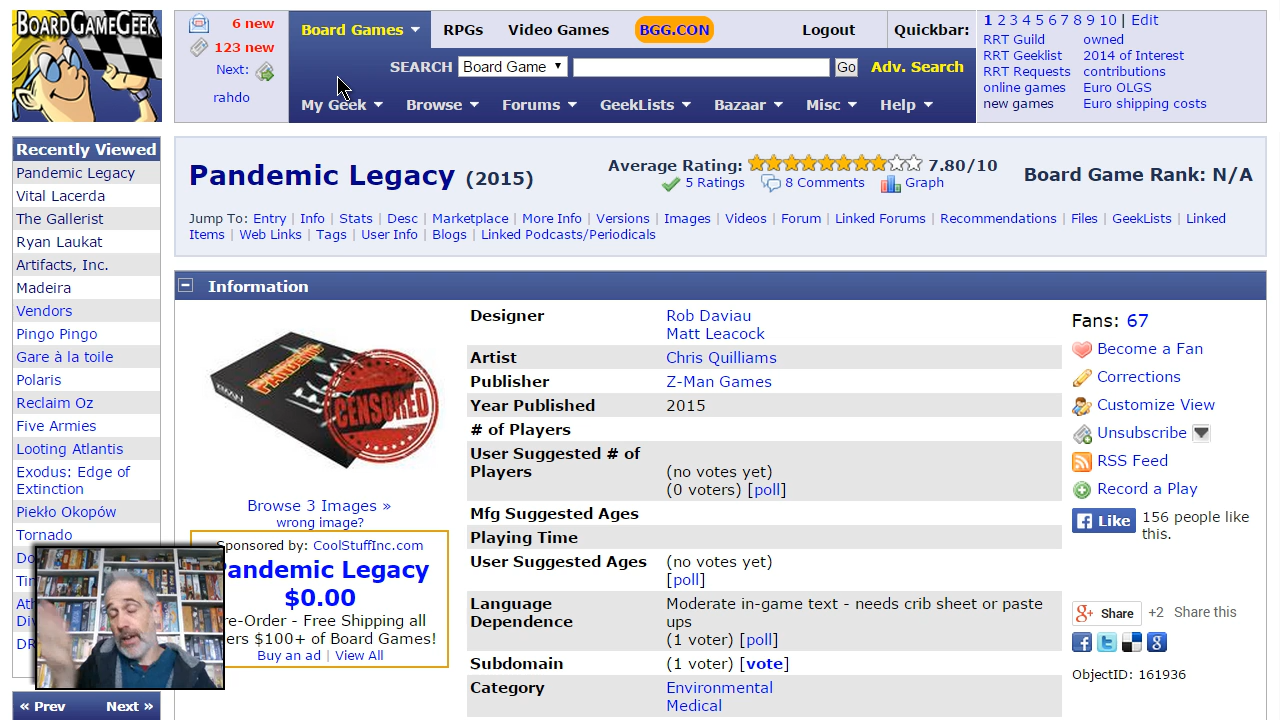 BOARDGAMEGEEK
6 new
123 new
Next:
rahdo
Board Games
RPGs
Video Games
BGG.CON
Logout
Quickbar:
SEARCH
Board Game
Go
Adv. Search
My Geek
Browse
Forums
GeekLists
Bazaar
Misc
Help
1 2 3 4 5 6 7 8 9 10 | Edit
RRT Guild owned
RRT Geeklist 2014 of Interest
RRT Requests contributions
online games Euro OLGS
new games Euro shipping costs
Recently Viewed
Pandemic Legacy
Vital Lacerda
The Gallerist
Ryan Laukat
Artifacts, Inc.
Madeira
Vendors
Pingo Pingo
Gare à la toile
Polaris
Reclaim Oz
Five Armies
Looting Atlantis
Exodus: Edge of
Extinction
Piekło Okopów
Tornado
« Prev Next »
Pandemic Legacy (2015)
Average Rating: 7.80/10
5 Ratings 8 Comments Graph
Board Game Rank: N/A
Jump To: Entry | Info | Stats | Desc | Marketplace | More Info | Versions | Images | Videos | Forum | Linked Forums | Recommendations | Files | GeekLists | Linked
Items | Web Links | Tags | User Info | Blogs | Linked Podcasts/Periodicals
Information
PANDEMIC
LEGACY
ZMAN
CENSORED
Browse 3 Images »
wrong image?
Sponsored by: CoolStuffInc.com
Pandemic Legacy
$0.00
re-Order - Free Shipping all
ers $100+ of Board Games!
Buy an ad | View All
Designer Rob Daviau
Matt Leacock
Artist Chris Quilliams
Publisher Z-Man Games
Year Published 2015
# of Players
User Suggested # of
Players (no votes yet)
(0 voters) [poll]
Mfg Suggested Ages
Playing Time
User Suggested Ages (no votes yet)
[poll]
Language Moderate in-game text - needs crib sheet or paste
Dependence ups
(1 voter) [poll]
Subdomain (1 voter) [vote]
Category Environmental
Medical
Fans: 67
Become a Fan
Corrections
Customize View
Unsubscribe
RSS Feed
Record a Play
Like 156 people like
this.
Share +2 Share this
ObjectID: 161936